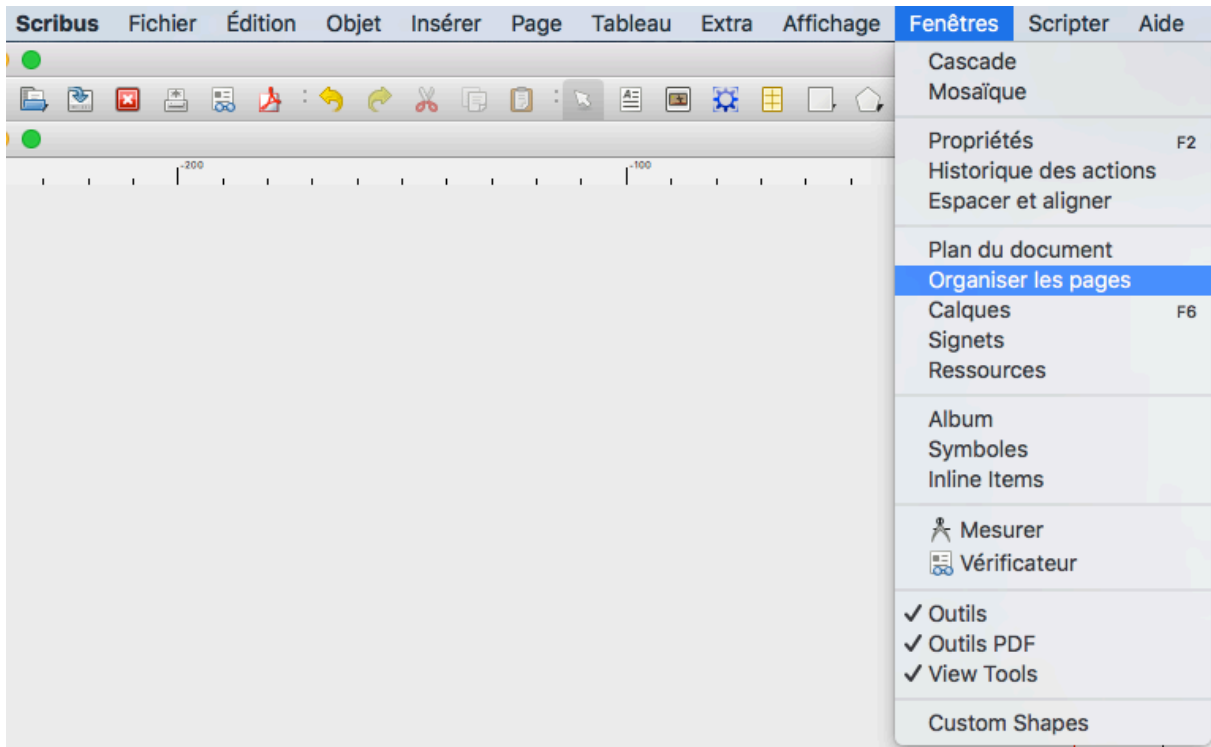 Scribus Fichier Édition Objet Insérer Page Tableau Extra Affichage Fenêtres Scripter Aide
Cascade
Mosaïque
Propriétés F2
-200 -100
Historique des actions
Espacer et aligner
Plan du document
Organiser les pages
Calques F6
Signets
Ressources
Album
Symboles
Inline Items
Mesurer
Vérificateur
✓ Outils
✓ Outils PDF
✓ View Tools
Custom Shapes